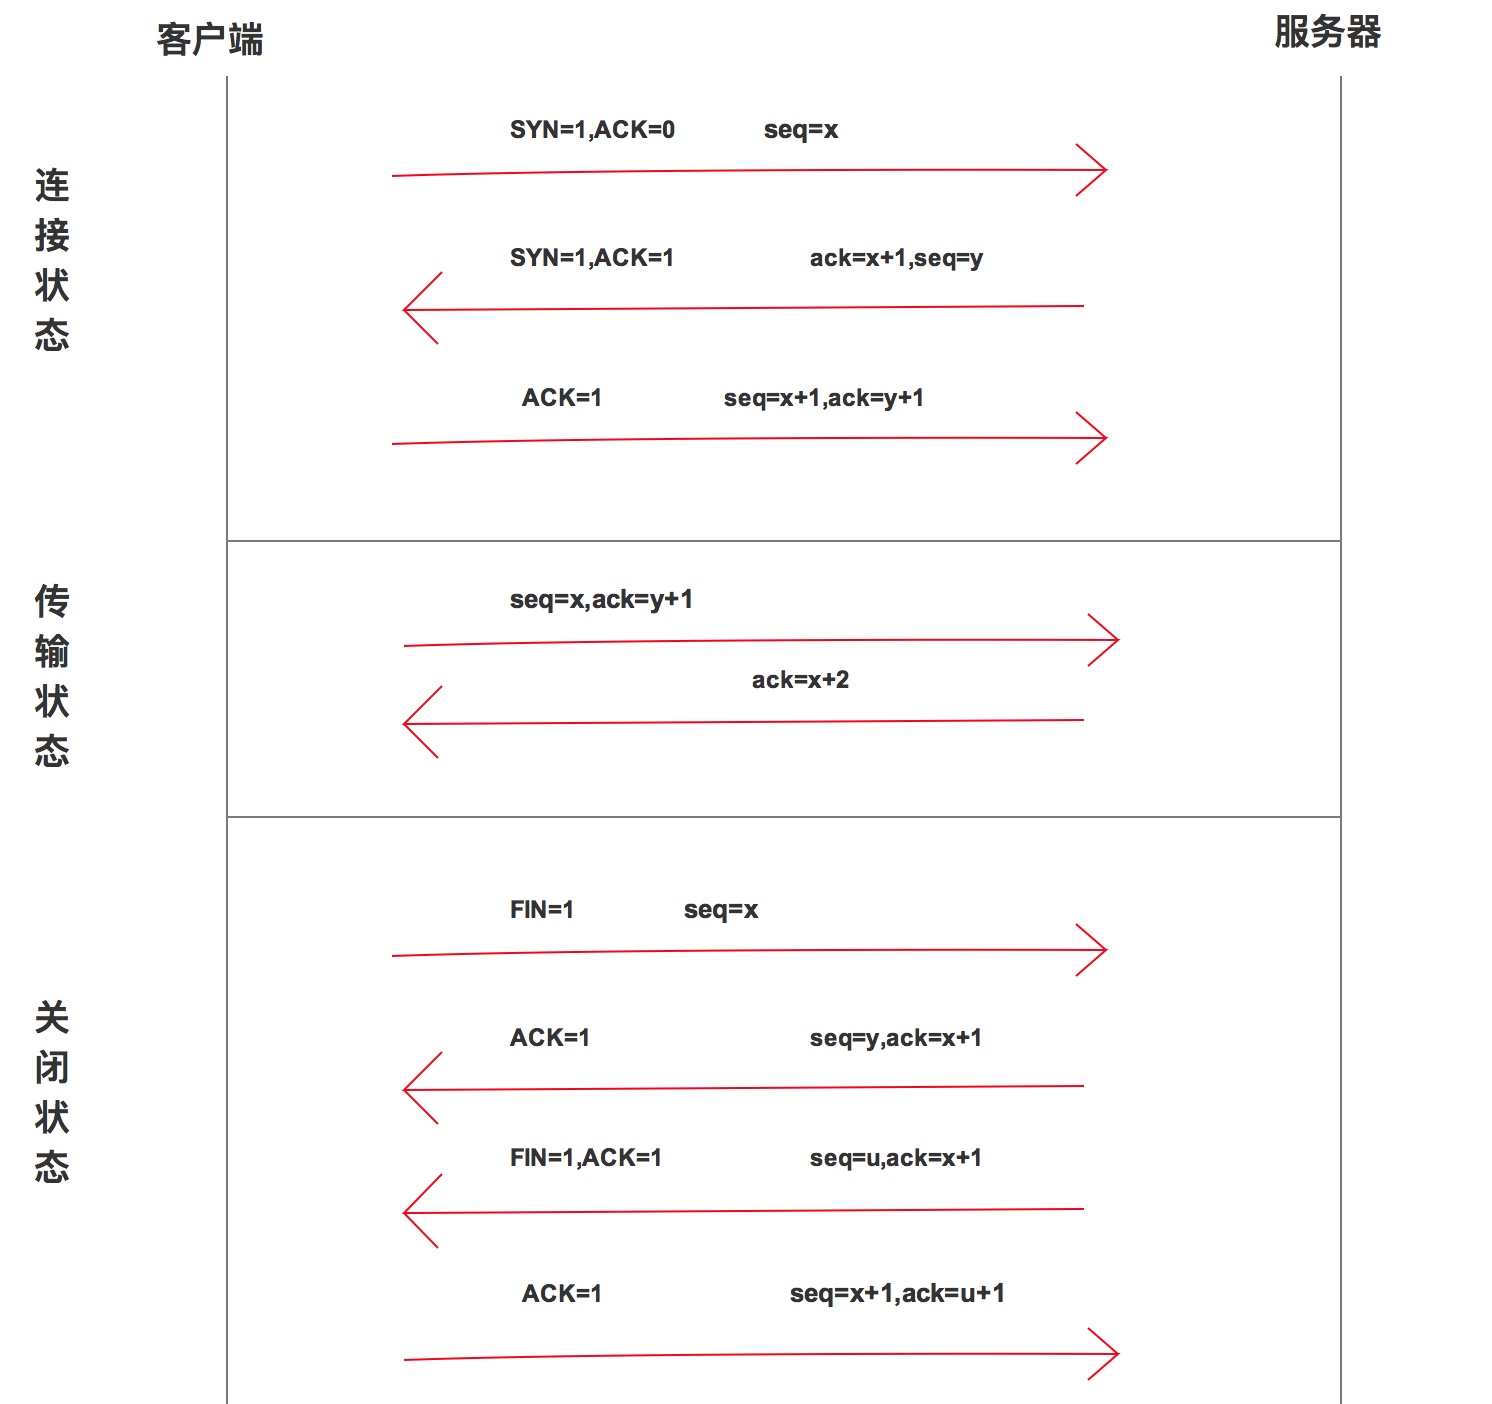 客户端
服务器
连接状态
SYN=1,ACK=0 seq=x
SYN=1,ACK=1 ack=x+1,seq=y
ACK=1 seq=x+1,ack=y+1
传输状态
seq=x,ack=y+1
ack=x+2
关闭状态
FIN=1 seq=x
ACK=1 seq=y,ack=x+1
FIN=1,ACK=1 seq=u,ack=x+1
ACK=1 seq=x+1,ack=u+1